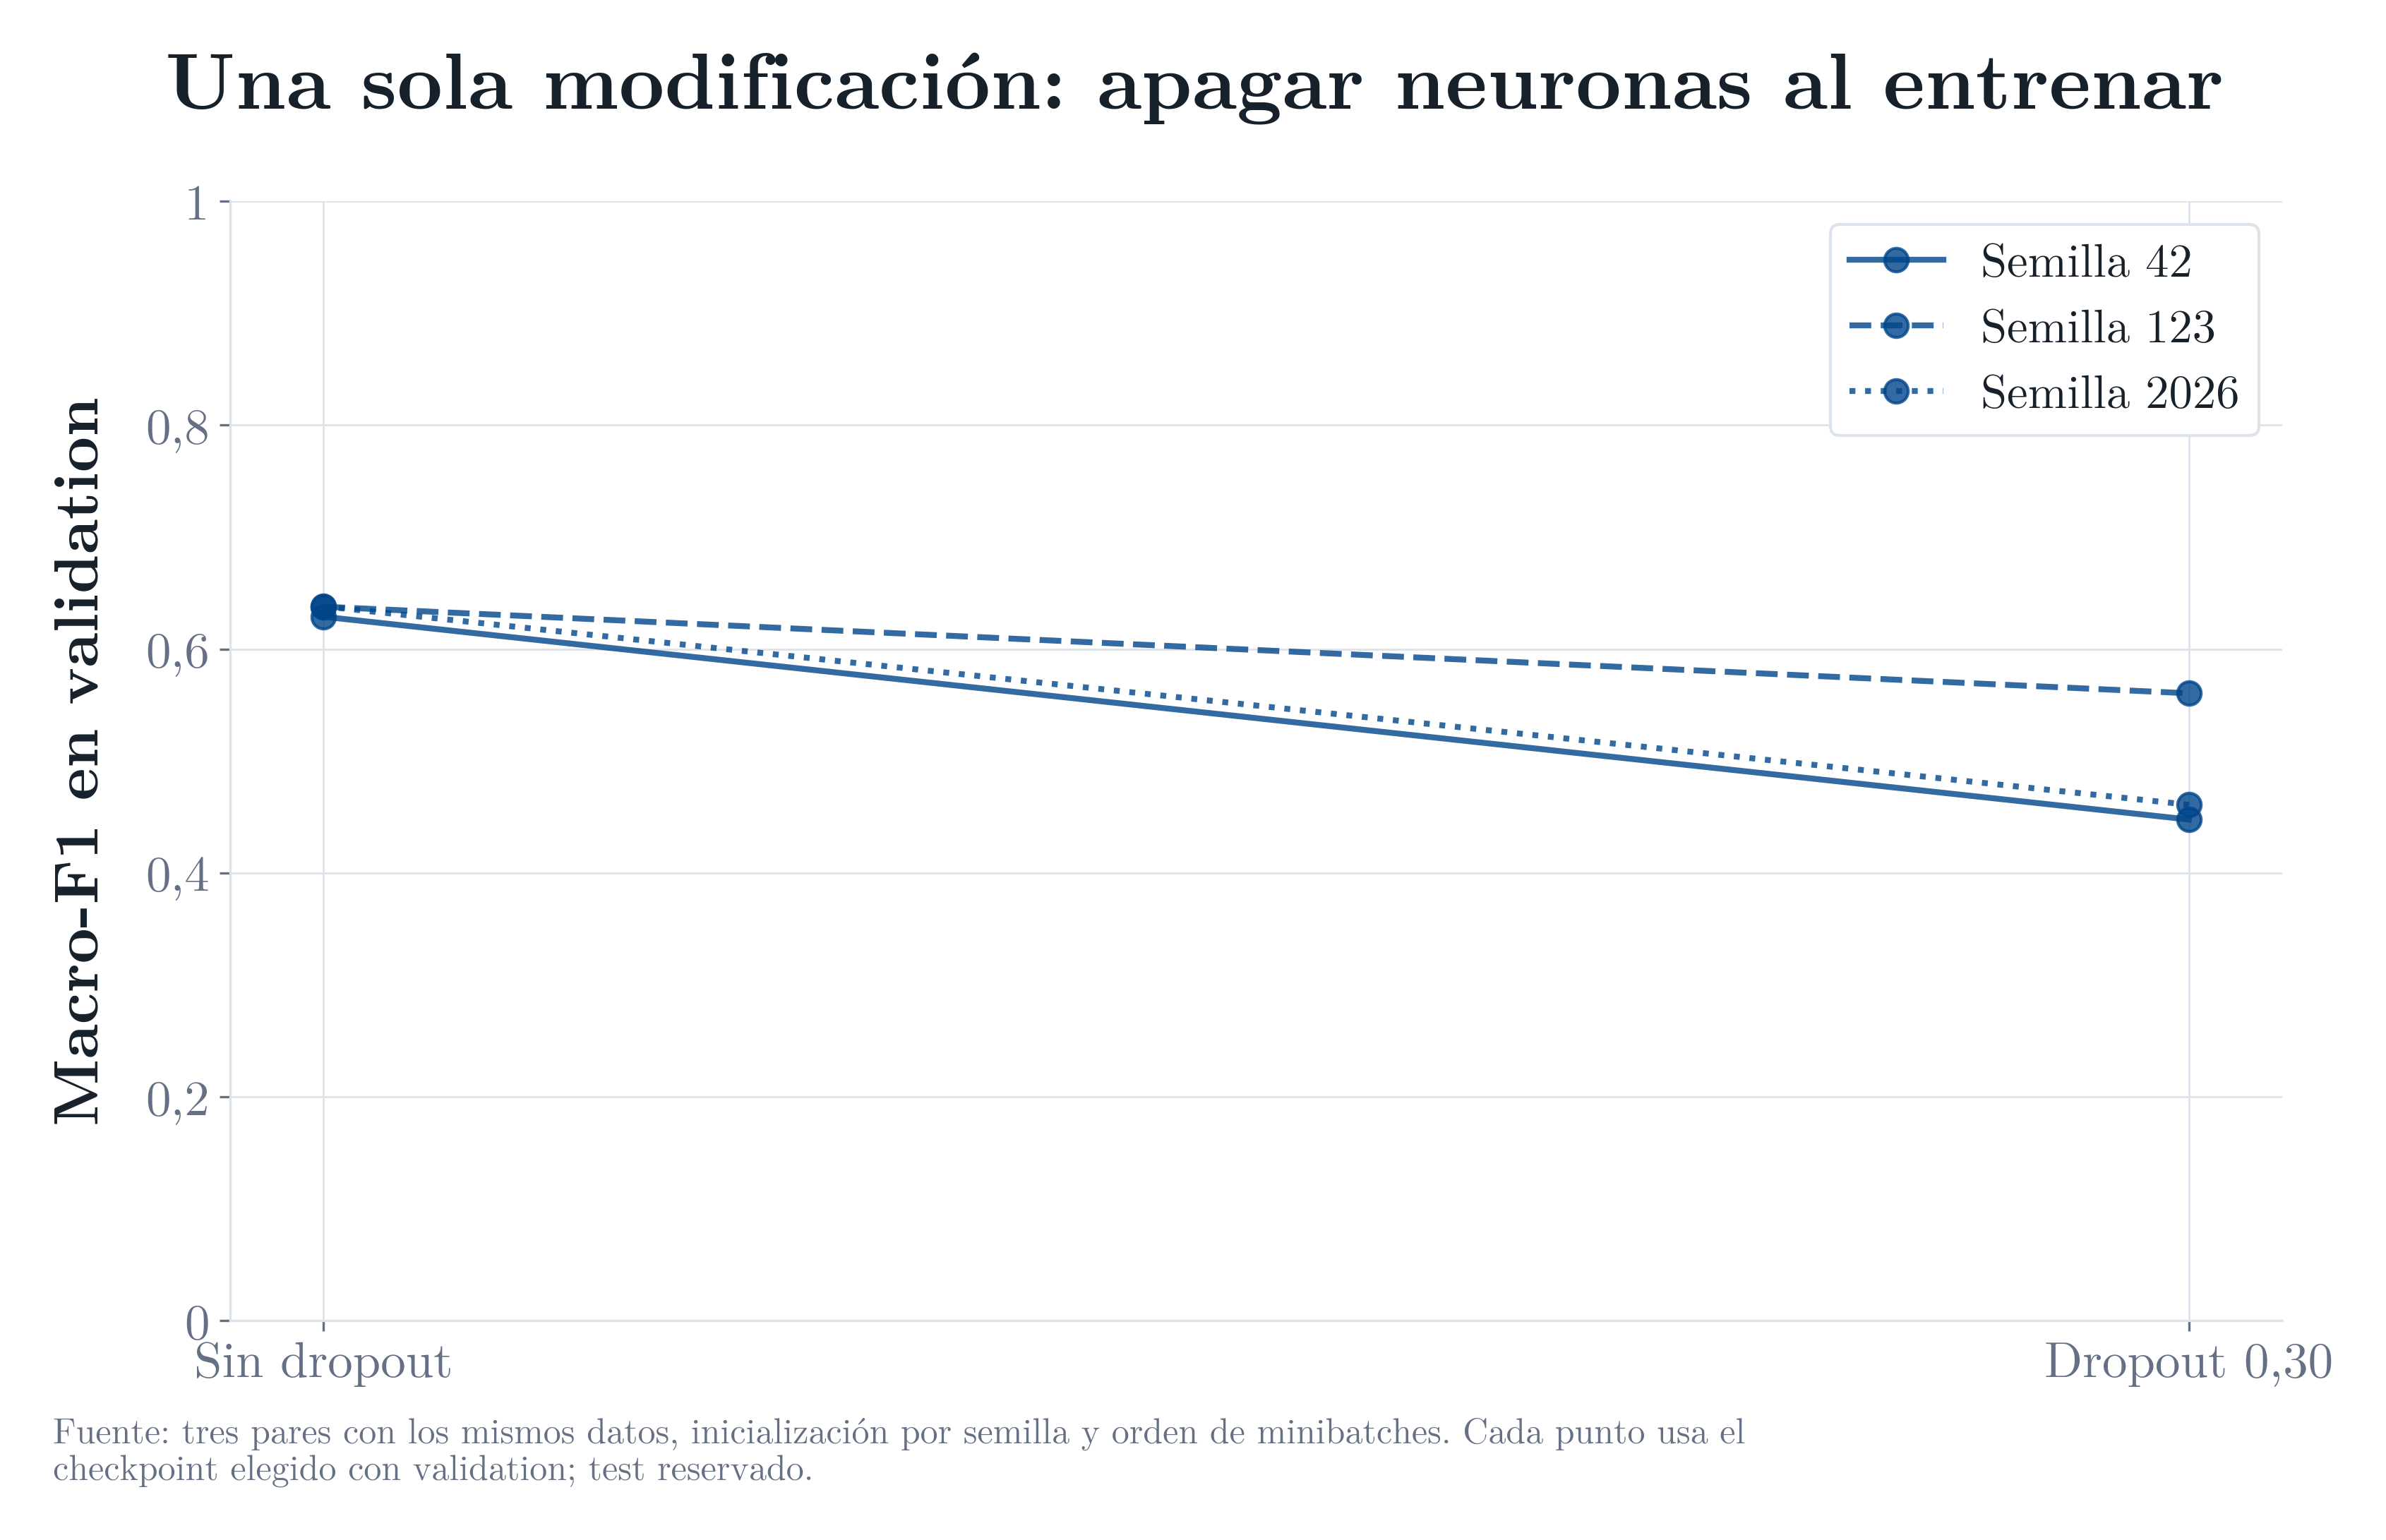 Una sola modificación: apagar neuronas al entrenar
Macro-F1 en validation
1
0,8
0,6
0,4
0,2
0
Semilla 42
Semilla 123
Semilla 2026
Sin dropout
Dropout 0,30
Fuente: tres pares con los mismos datos, inicialización por semilla y orden de minibatches. Cada punto usa el
checkpoint elegido con validation; test reservado.